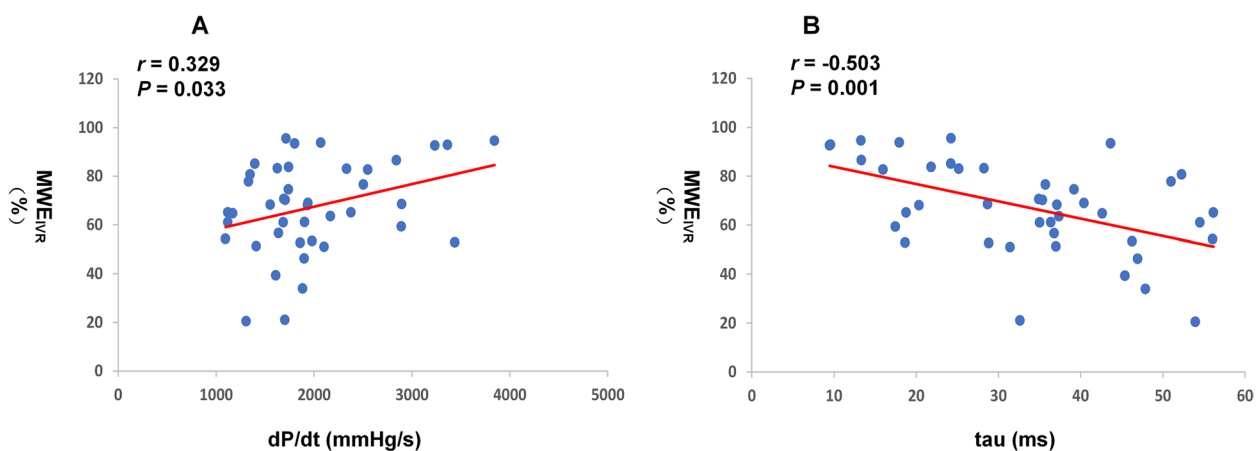 A
r = 0.329
P = 0.033
120
100
80
60
40
20
0
MWEIVR
(%)
0
1000
2000
3000
4000
5000
dP/dt (mmHg/s)
B
r = -0.503
P = 0.001
120
100
80
60
40
20
0
MWEIVR
(%)
0
10
20
30
40
50
60
tau (ms)